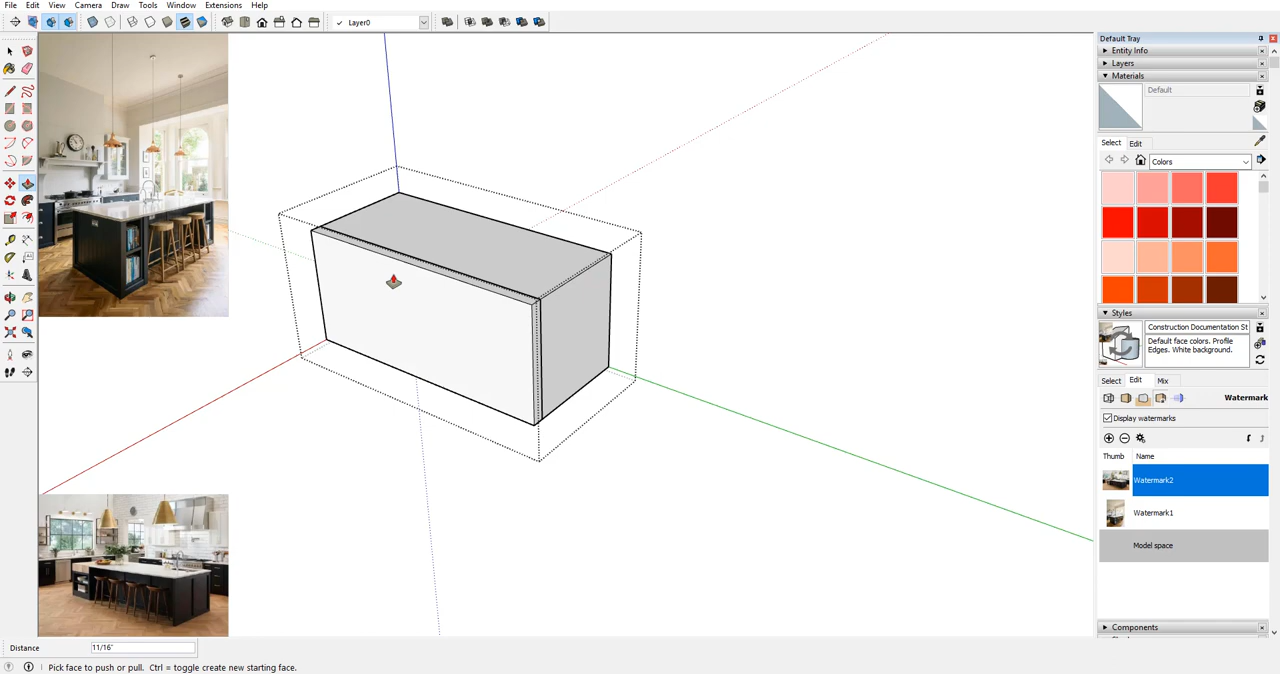 File Edit View Camera Draw Tools Window Extensions Help
✓ Layer0
Default Tray
Entity Info
Layers
Materials
Default
Select Edit
Colors
Styles
Construction Documentation St
Default face colors. Profile
Edges. White background.
Select Edit Mix
Watermark
Display watermarks
Thumb Name
Watermark2
Watermark1
Model space
Components
Distance 11/16"
Pick face to push or pull. Ctrl = toggle create new starting face.